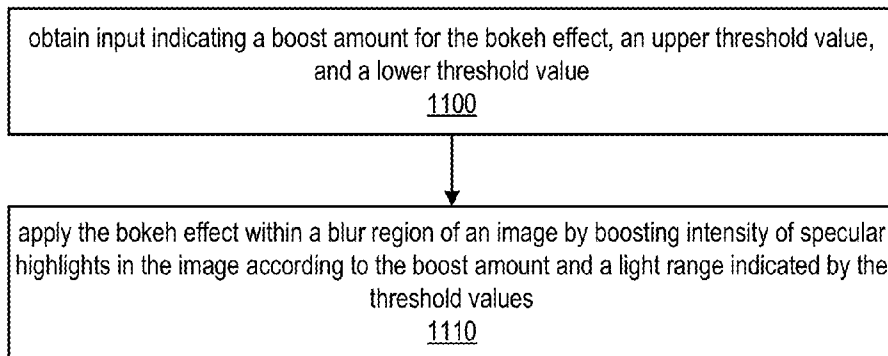 obtain input indicating a boost amount for the bokeh effect, an upper threshold value,
and a lower threshold value
1100
apply the bokeh effect within a blur region of an image by boosting intensity of specular
highlights in the image according to the boost amount and a light range indicated by the
threshold values
1110